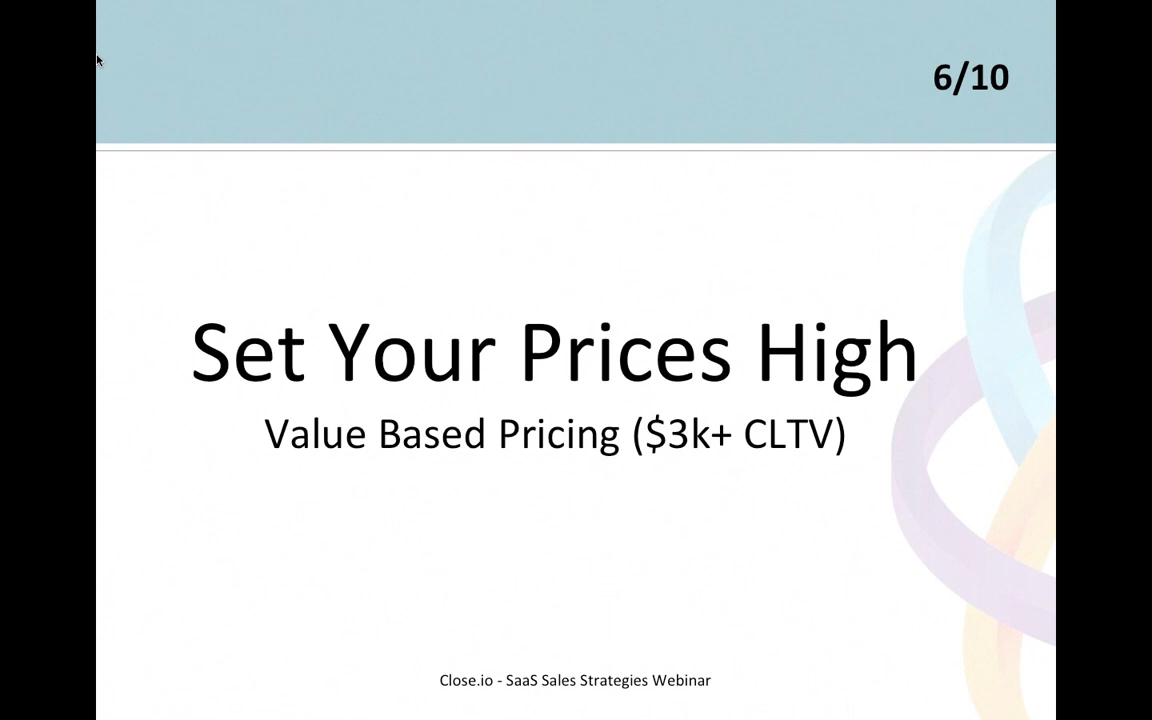 6/10
Set Your Prices High
Value Based Pricing ($3k+ CLTV)
Close.io - SaaS Sales Strategies Webinar